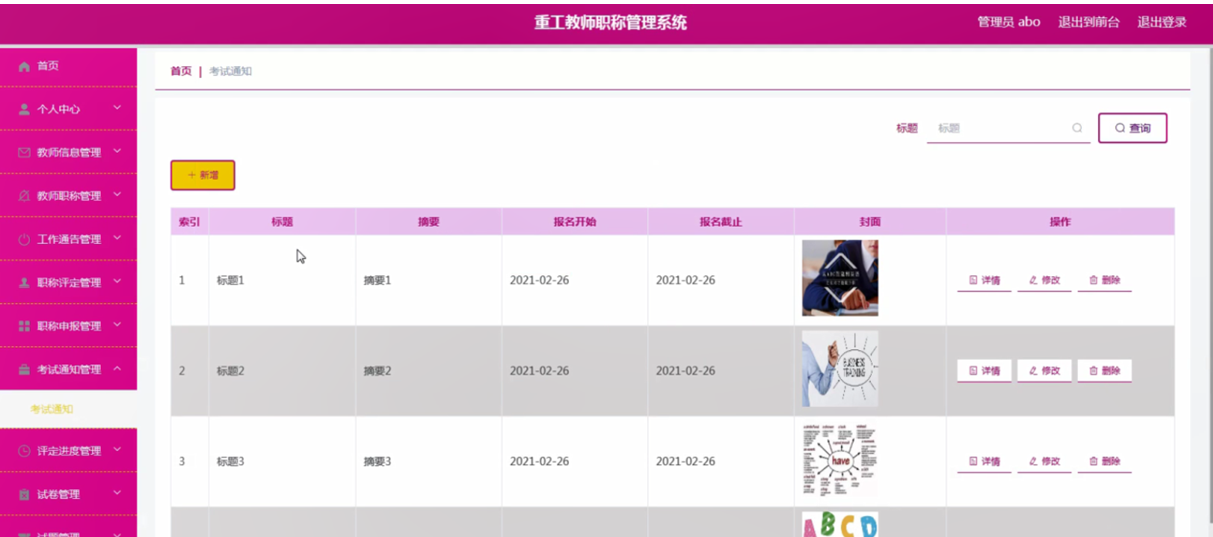 重工教师职称管理系统
管理员 abo 退出到前台 退出登录
首页
个人中心
教师信息管理
教师职称管理
工作通告管理
职称评定管理
职称申报管理
考试通知管理
考试通知
评定进度管理
试卷管理
试题管理
首页 | 考试通知
标题 标题 查询
+ 新增
索引 标题 摘要 报名开始 报名截止 封面 操作
1 标题1 摘要1 2021-02-26 2021-02-26 详情 修改 删除
2 标题2 摘要2 2021-02-26 2021-02-26 BUSINESS TRAINING 详情 修改 删除
3 标题3 摘要3 2021-02-26 2021-02-26 have 详情 修改 删除
ABCD